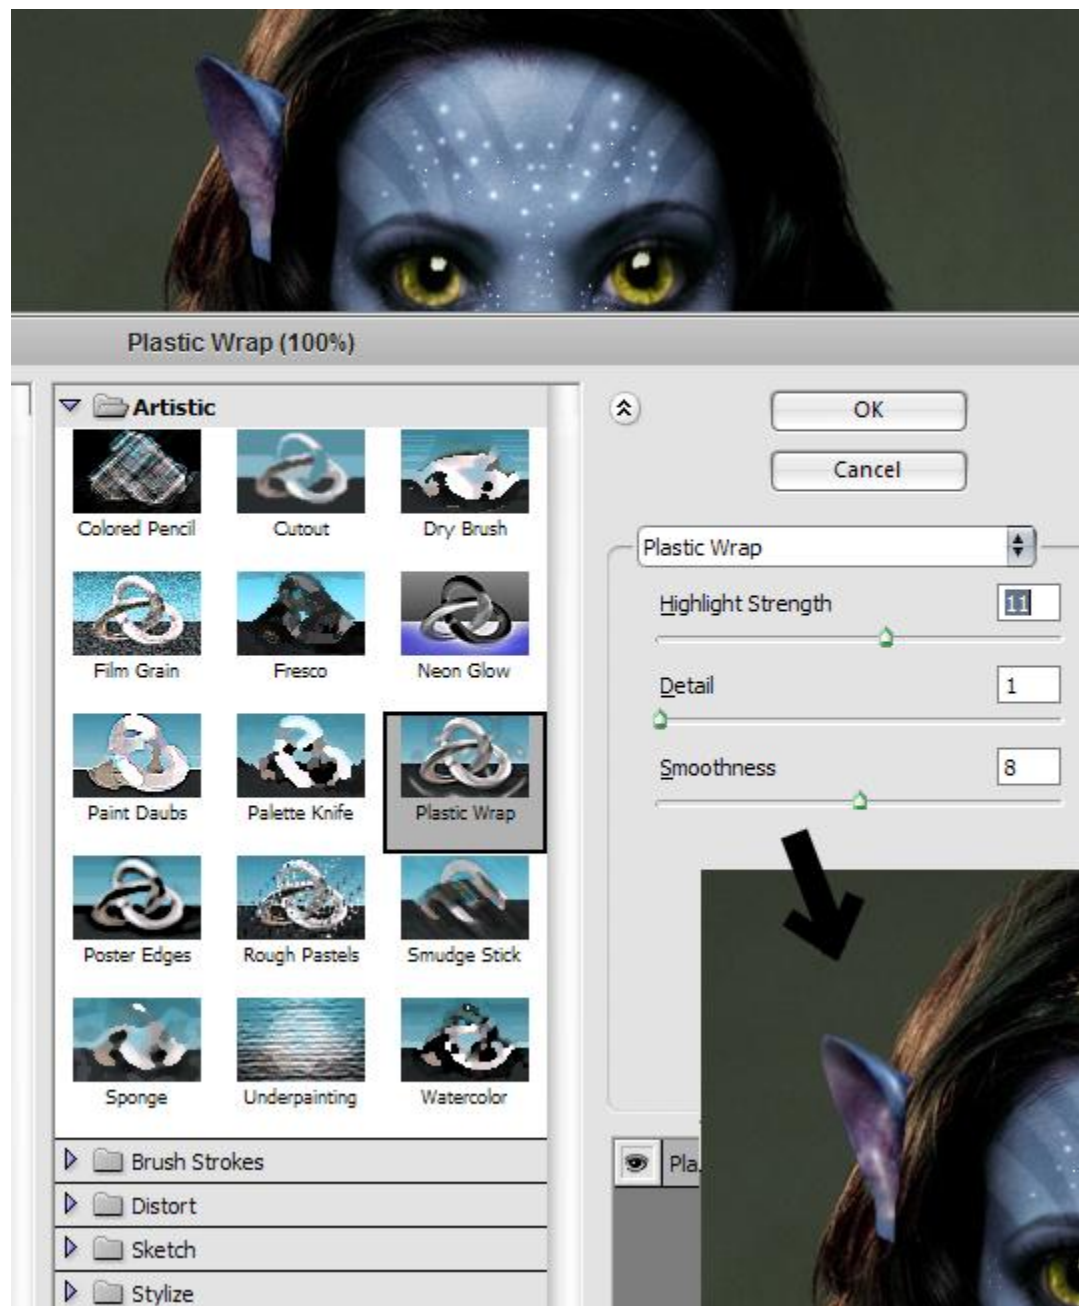 Plastic Wrap (100%)
Artistic
Colored Pencil
Cutout
Dry Brush
Film Grain
Fresco
Neon Glow
Paint Daubs
Palette Knife
Plastic Wrap
Poster Edges
Rough Pastels
Smudge Stick
Sponge
Underpainting
Watercolor
Brush Strokes
Distort
Sketch
Stylize
OK
Cancel
Plastic Wrap
Highlight Strength 11
Detail 1
Smoothness 8
Pla